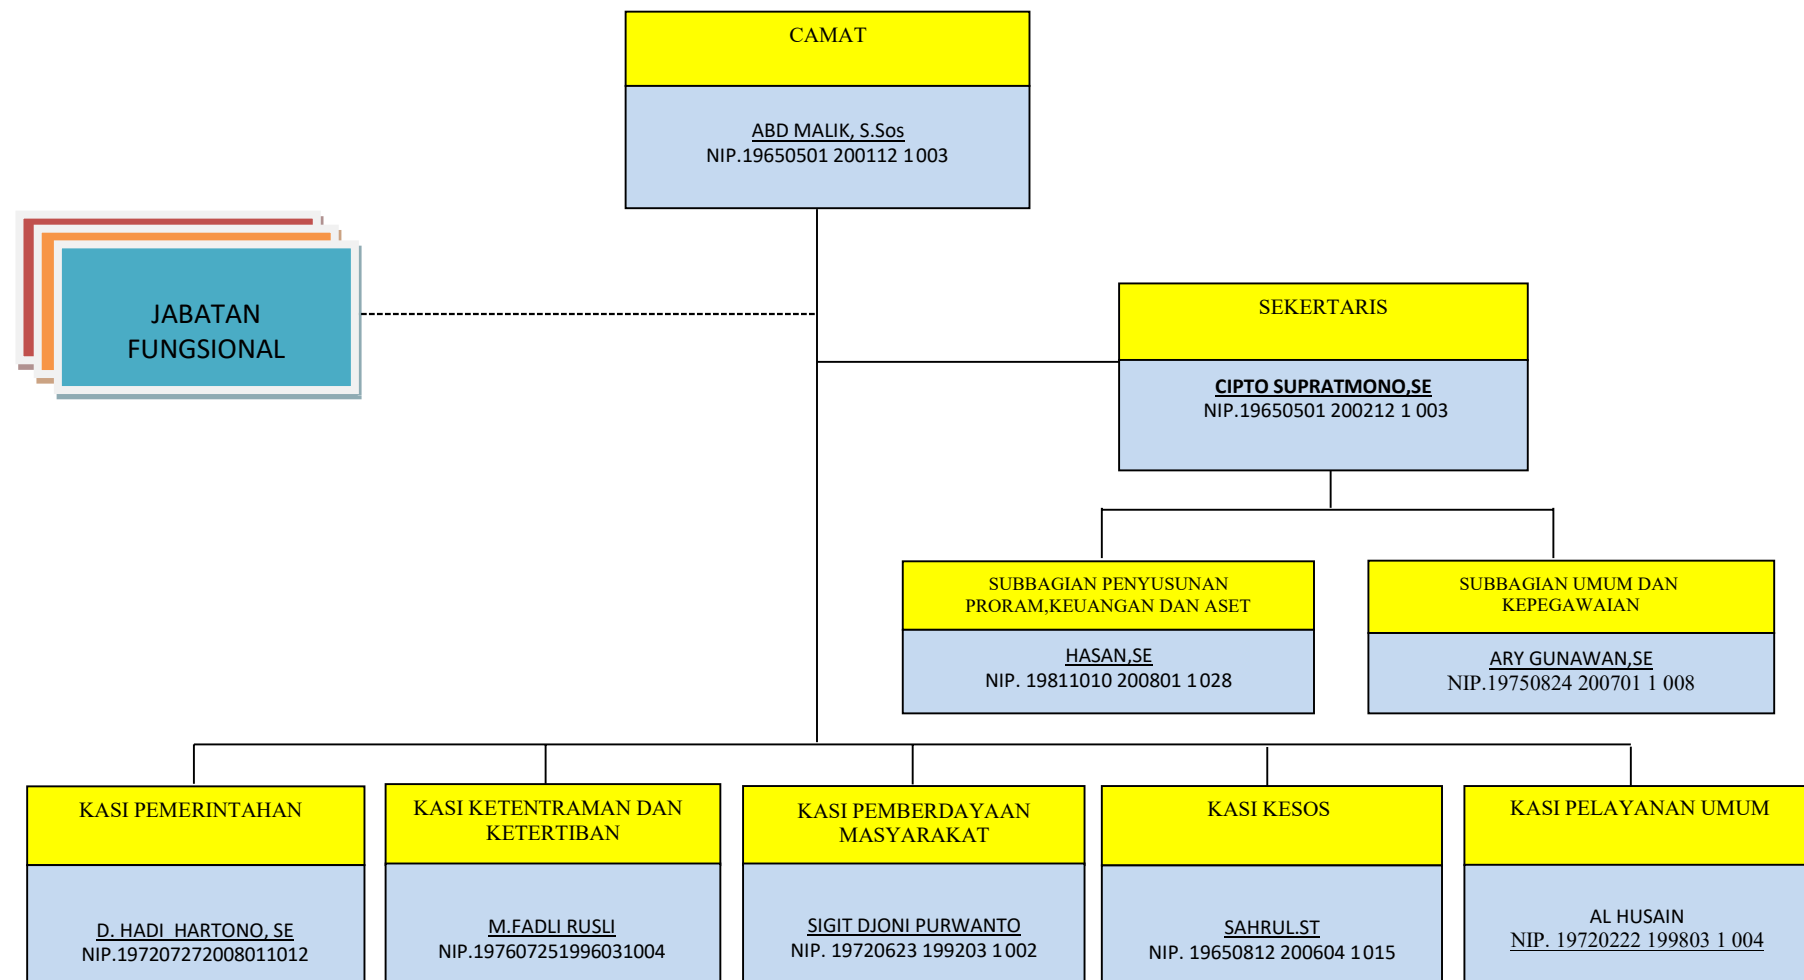 CAMAT
ABD MALIK, S.Sos
NIP.19650501 200112 1 003
JABATAN
FUNGSIONAL
SEKERTARIS
CIPTO SUPRATMONO,SE
NIP.19650501 200212 1 003
SUBBAGIAN PENYUSUNAN
PRORAM,KEUANGAN DAN ASET
HASAN,SE
NIP. 19811010 200801 1 028
SUBBAGIAN UMUM DAN
KEPEGAWAIAN
ARY GUNAWAN,SE
NIP.19750824 200701 1 008
KASI PEMERINTAHAN
D. HADI  HARTONO, SE
NIP.197207272008011012
KASI KETENTRAMAN DAN
KETERTIBAN
M.FADLI RUSLI
NIP.197607251996031004
KASI PEMBERDAYAAN
MASYARAKAT
SIGIT DJONI PURWANTO
NIP. 19720623 199203 1 002
KASI KESOS
SAHRUL.ST
NIP. 19650812 200604 1 015
KASI PELAYANAN UMUM
AL HUSAIN
NIP. 19720222 199803 1 004